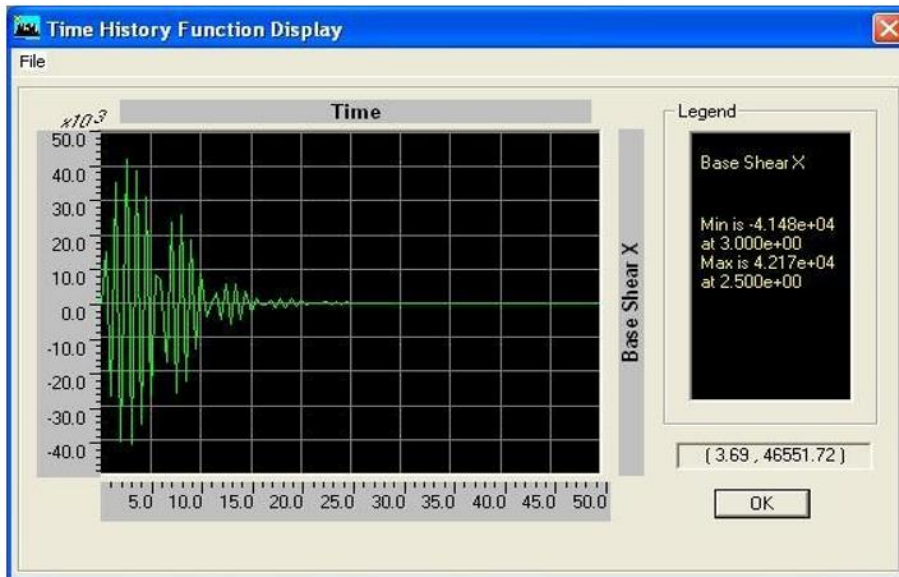 Time History Function Display
File
Time
x10 3
50.0
40.0
30.0
20.0
10.0
0.0
-10.0
-20.0
-30.0
-40.0
5.0 10.0 15.0 20.0 25.0 30.0 35.0 40.0 45.0 50.0
Base Shear X
Legend
Base Shear X
Min is -4.148e+04
at 3.000e+00
Max is 4.217e+04
at 2.500e+00
( 3.69 , 46551.72 )
OK